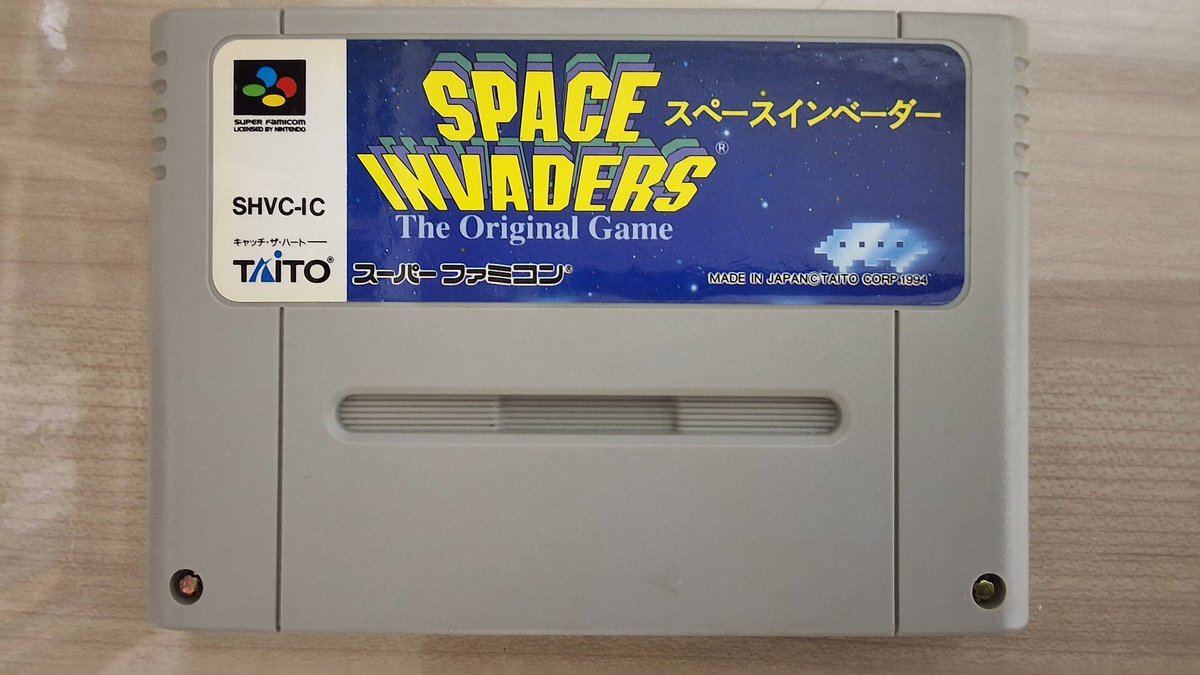 SUPER FAMICOM
LICENSED BY NINTENDO
SHVC-IC
キャッチ・ザ・ハート
TAITO®
SPACE
INVADERS®
The Original Game
スペースインベーダー
スーパーファミコン®
MADE IN JAPAN©TAITO CORP.1994